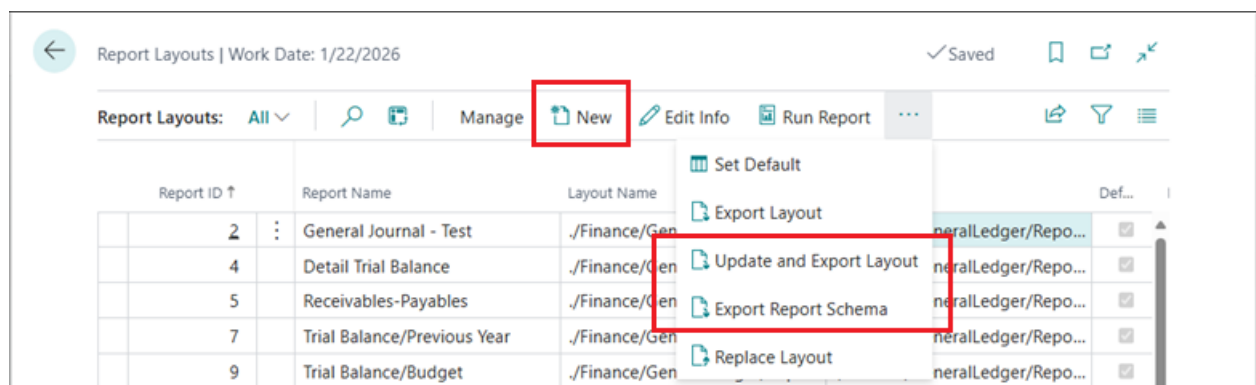 Report Layouts | Work Date: 1/22/2026
Saved
Report Layouts: All
Manage
New
Edit Info
Run Report
...
Set Default
Export Layout
Update and Export Layout
Export Report Schema
Replace Layout
Report ID ↑ Report Name Layout Name Def...
2 General Journal - Test ./Finance/Gen neralLedger/Repo...
4 Detail Trial Balance ./Finance/Gen neralLedger/Repo...
5 Receivables-Payables ./Finance/Gen neralLedger/Repo...
7 Trial Balance/Previous Year ./Finance/Gen neralLedger/Repo...
9 Trial Balance/Budget ./Finance/Gen neralLedger/Repo...